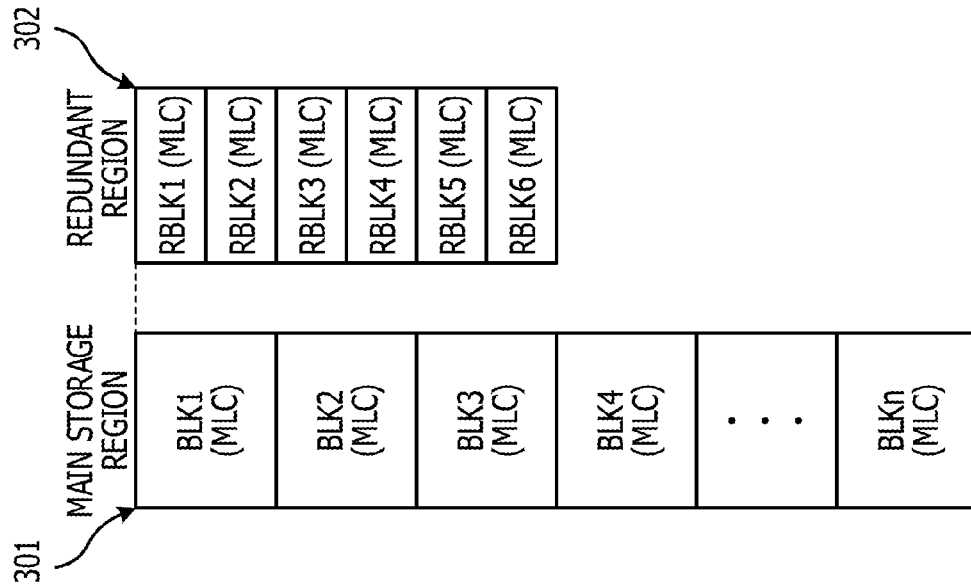 301
MAIN STORAGE
REGION
BLK1
(MLC)
BLK2
(MLC)
BLK3
(MLC)
BLK4
(MLC)
. . .
BLKn
(MLC)
302
REDUNDANT
REGION
RBLK1 (MLC)
RBLK2 (MLC)
RBLK3 (MLC)
RBLK4 (MLC)
RBLK5 (MLC)
RBLK6 (MLC)